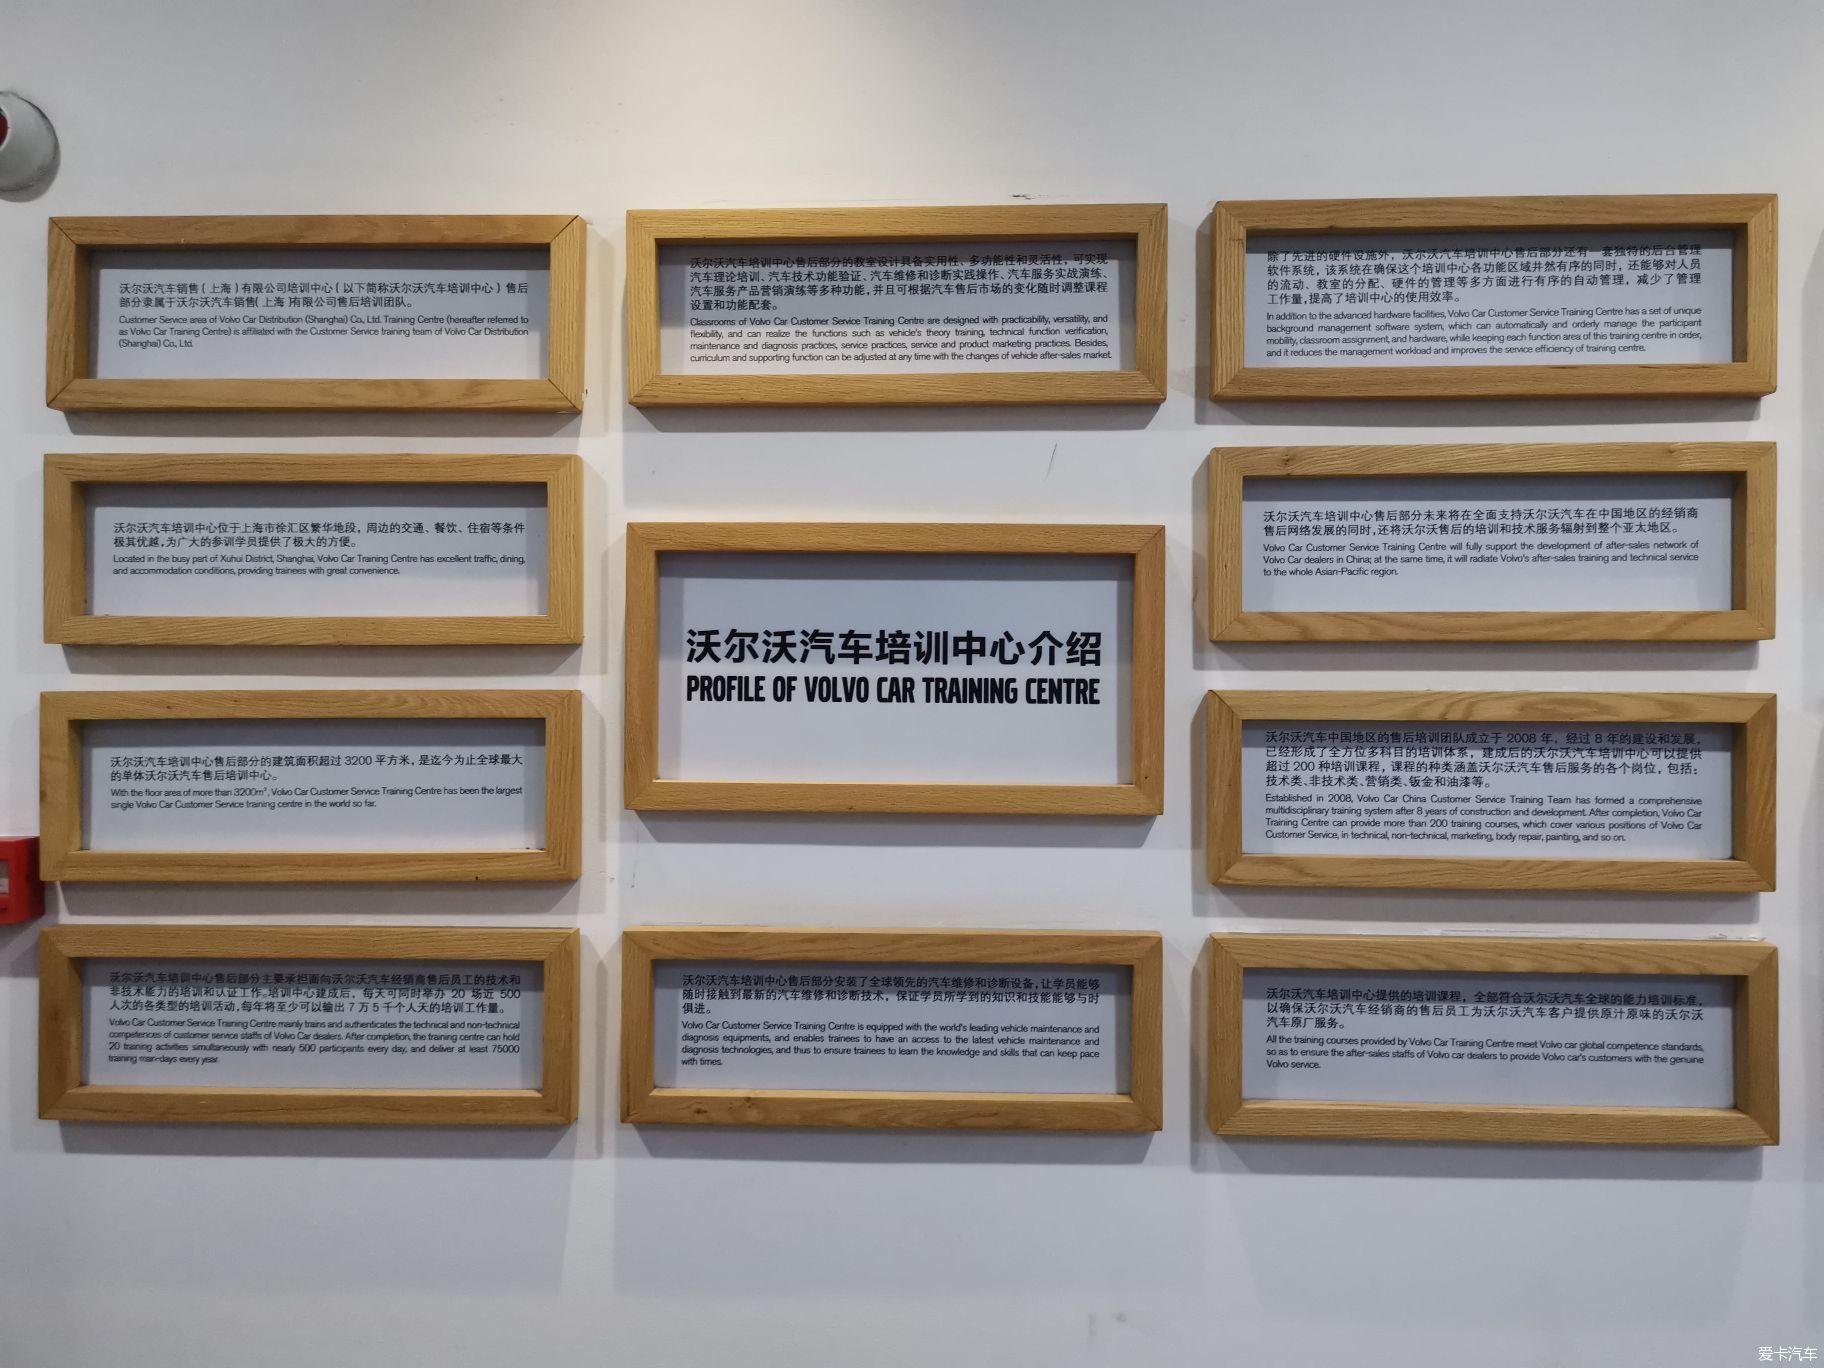 沃尔沃汽车销售(上海)有限公司培训中心(以下简称沃尔沃汽车培训中心)售后
部分隶属于沃尔沃汽车销售(上海)有限公司售后培训团队。
Customer Service area of Volvo Car Distribution (Shanghai) Co., Ltd. Training Centre (hereafter referred to
as Volvo Car Training Centre) is affiliated with the Customer Service training team of Volvo Car Distribution
(Shanghai) Co., Ltd.
沃尔沃汽车培训中心位于上海市徐汇区繁华地段，周边的交通、餐饮、住宿等条件
极其优越,为广大的参训学员提供了极大的方便。
Located in the busy part of Xuhui District, Shanghai, Volvo Car Training Centre has excellent traffic, dining,
and accommodation conditions, providing trainees with great convenience.
沃尔沃汽车培训中心售后部分的建筑面积超过 3200 平方米，是迄今为止全球最大
的单体沃尔沃汽车售后培训中心。
With the floor area of more than 3200m², Volvo Car Customer Service Training Centre has been the largest
single Volvo Car Customer Service training centre in the world so far.
沃尔沃汽车培训中心售后部分主要承担面向沃尔沃汽车经销商售后员工的技术和
非技术能力的培训和认证工作。培训中心建成后，每天可同时举办 20 场近 500
人次的各类型的培训活动,每年将至少可以输出 7 万 5 千个人天的培训工作量。
Volvo Car Customer Service Training Centre mainly trains and authenticates the technical and non-technical
competences of customer service staffs of Volvo Car dealers. After completion, the training centre can hold
20 training activities simultaneously with nearly 500 participants every day, and deliver at least 75000
training man-days every year.
沃尔沃汽车培训中心售后部分的教室设计具备实用性、多功能性和灵活性，可实现
汽车理论培训、汽车技术功能验证、汽车维修和诊断实践操作、汽车服务实战演练、
汽车服务产品营销演练等多种功能,并且可根据汽车售后市场的变化随时调整课程
设置和功能配套。
Classrooms of Volvo Car Customer Service Training Centre are designed with practicability, versatility, and
flexibility, and can realize the functions such as vehicle's theory training, technical function verification,
maintenance and diagnosis practices, service practices, service and product marketing practices. Besides,
curriculum and supporting function can be adjusted at any time with the changes of vehicle after-sales market.
沃尔沃汽车培训中心介绍
PROFILE OF VOLVO CAR TRAINING CENTRE
沃尔沃汽车培训中心售后部分安装了全球领先的汽车维修和诊断设备,让学员能够
随时接触到最新的汽车维修和诊断技术，保证学员所学到的知识和技能能够与时
俱进。
Volvo Car Customer Service Training Centre is equipped with the world's leading vehicle maintenance and
diagnosis equipments, and enables trainees to have an access to the latest vehicle maintenance and
diagnosis technologies, and thus to ensure trainees to learn the knowledge and skills that can keep pace
with times.
除了先进的硬件设施外，沃尔沃汽车培训中心售后部分还有一套独特的后台管理
软件系统，该系统在确保这个培训中心各功能区域井然有序的同时，还能够对人员
的流动、教室的分配、硬件的管理等多方面进行有序的自动管理，减少了管理
工作量,提高了培训中心的使用效率。
In addition to the advanced hardware facilities, Volvo Car Customer Service Training Centre has a set of unique
background management software system, which can automatically and orderly manage the participant
mobility, classroom assignment, and hardware, while keeping each function area of this training centre in order,
and it reduces the management workload and improves the service efficiency of training centre.
沃尔沃汽车培训中心售后部分未来将在全面支持沃尔沃汽车在中国地区的经销商
售后网络发展的同时,还将沃尔沃售后的培训和技术服务辐射到整个亚太地区。
Volvo Car Customer Service Training Centre will fully support the development of after-sales network of
Volvo Car dealers in China; at the same time, it will radiate Volvo's after-sales training and technical service
to the whole Asian-Pacific region.
沃尔沃汽车中国地区的售后培训团队成立于 2008 年，经过 8 年的建设和发展，
已经形成了全方位多科目的培训体系，建成后的沃尔沃汽车培训中心可以提供
超过 200 种培训课程，课程的种类涵盖沃尔沃汽车售后服务的各个岗位，包括：
技术类、非技术类、营销类、钣金和油漆等。
Established in 2008, Volvo Car China Customer Service Training Team has formed a comprehensive
multidisciplinary training system after 8 years of construction and development. After completion, Volvo Car
Training Centre can provide more than 200 training courses, which cover various positions of Volvo Car
Customer Service, in technical, non-technical, marketing, body repair, painting, and so on.
沃尔沃汽车培训中心提供的培训课程，全部符合沃尔沃汽车全球的能力培训标准，
以确保沃尔沃汽车经销商的售后员工为沃尔沃汽车客户提供原汁原味的沃尔沃
汽车原厂服务。
All the training courses provided by Volvo Car Training Centre meet Volvo car global competence standards,
so as to ensure the after-sales staffs of Volvo car dealers to provide Volvo car's customers with the genuine
Volvo service.
爱卡汽车